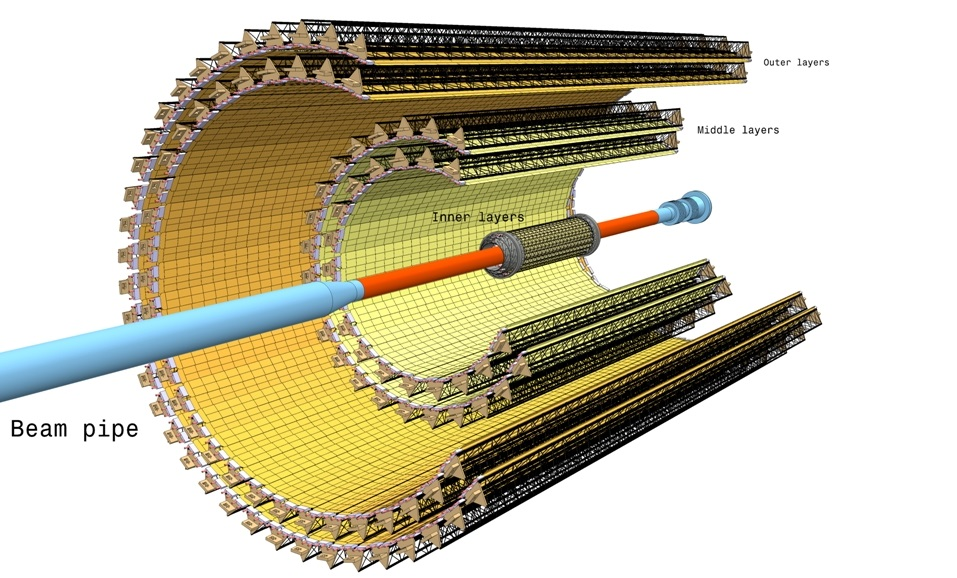 Outer layers
Middle layers
Inner layers
Beam pipe